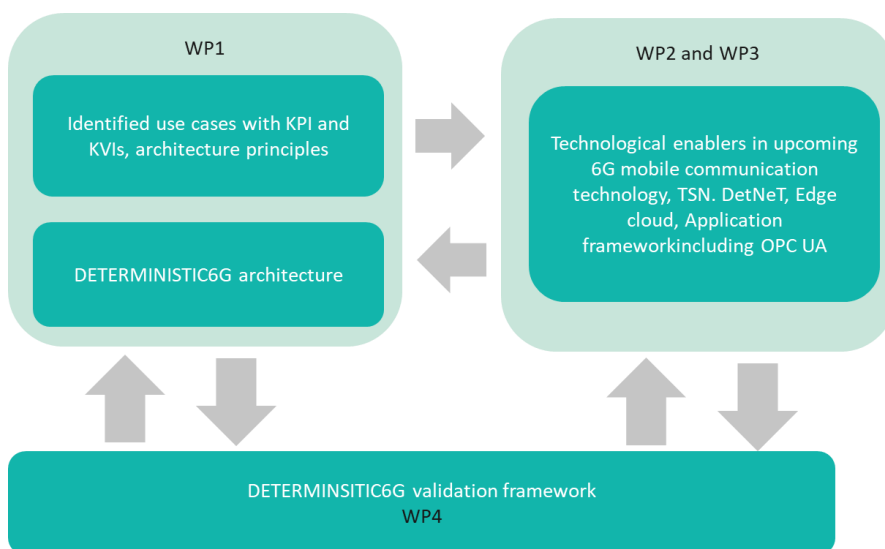 WP1
Identified use cases with KPI and
KVIs, architecture principles
DETERMINISTIC6G architecture
WP2 and WP3
Technological enablers in upcoming
6G mobile communication
technology, TSN. DetNeT, Edge
cloud, Application
frameworkincluding OPC UA
DETERMINSITIC6G validation framework
WP4